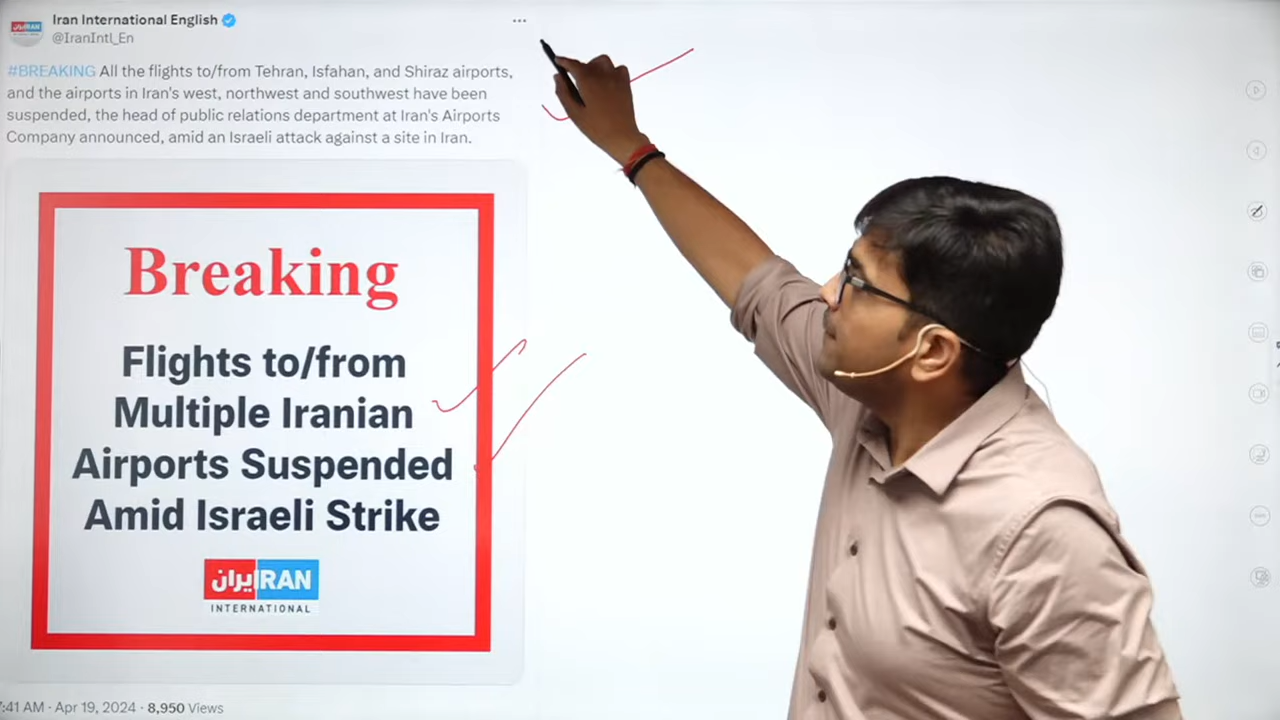 Iran International English
@IranIntl_En
#BREAKING All the flights to/from Tehran, Isfahan, and Shiraz airports,
and the airports in Iran's west, northwest and southwest have been
suspended, the head of public relations department at Iran's Airports
Company announced, amid an Israeli attack against a site in Iran.
Breaking
Flights to/from
Multiple Iranian
Airports Suspended
Amid Israeli Strike
ایران IRAN
INTERNATIONAL
:41 AM · Apr 19, 2024 · 8,950 Views